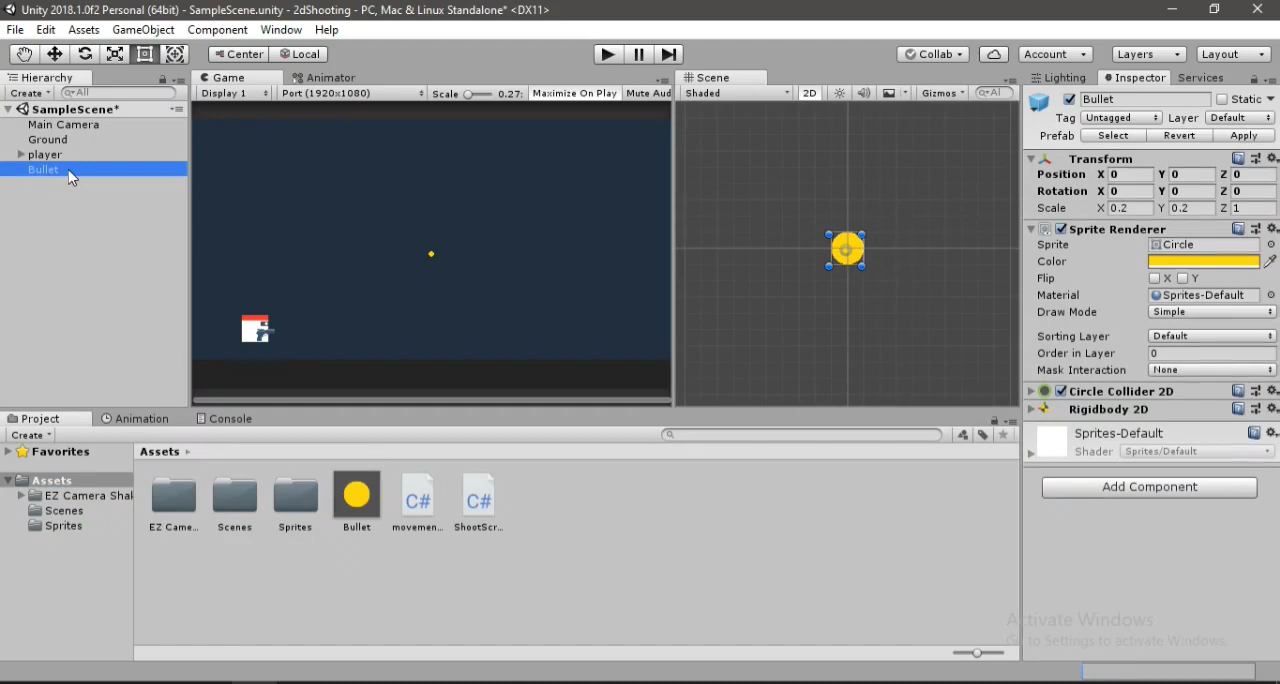 Unity 2018.1.0f2 Personal (64bit) - SampleScene.unity - 2dShooting - PC, Mac & Linux Standalone* <DX11>
File Edit Assets GameObject Component Window Help
Center Local Collab Account Layers Layout
Hierarchy Game Animator Scene Lighting Inspector Services
Create All Display 1 Port (1920x1080) Scale 0.27: Maximize On Play Mute Aud Shaded 2D Gizmos All Bullet Static
SampleScene*
Main Camera
Ground
player
Bullet
Tag Untagged Layer Default
Prefab Select Revert Apply
Transform
Position X 0 Y 0 Z 0
Rotation X 0 Y 0 Z 0
Scale X 0.2 Y 0.2 Z 1
Sprite Renderer
Sprite Circle
Color
Flip X Y
Material Sprites-Default
Draw Mode Simple
Sorting Layer Default
Order in Layer 0
Mask Interaction None
Circle Collider 2D
Rigidbody 2D
Sprites-Default
Shader Sprites/Default
Add Component
Project Animation Console
Create
Favorites
Assets
EZ Camera Shal
Scenes
Sprites
Assets
C# C#
EZ Came... Scenes Sprites Bullet movemen... ShootScr...
Activate Windows
Go to Settings to activate Windows.